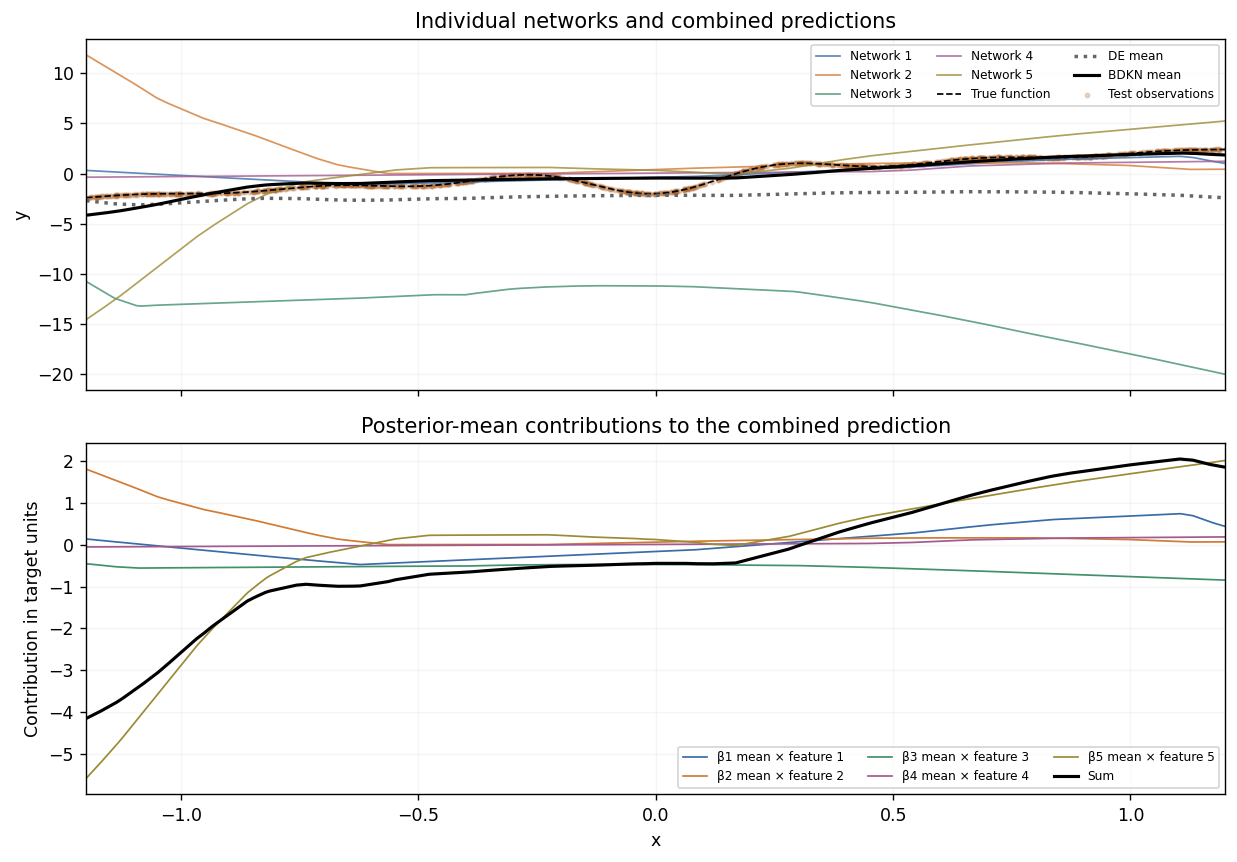 Individual networks and combined predictions
10
5
0
−5
−10
−15
−20
y
Network 1
Network 2
Network 3
Network 4
Network 5
True function
DE mean
BDKN mean
Test observations
Posterior-mean contributions to the combined prediction
2
1
0
−1
−2
−3
−4
−5
Contribution in target units
β1 mean × feature 1
β2 mean × feature 2
β3 mean × feature 3
β4 mean × feature 4
β5 mean × feature 5
Sum
−1.0
−0.5
0.0
0.5
1.0
x